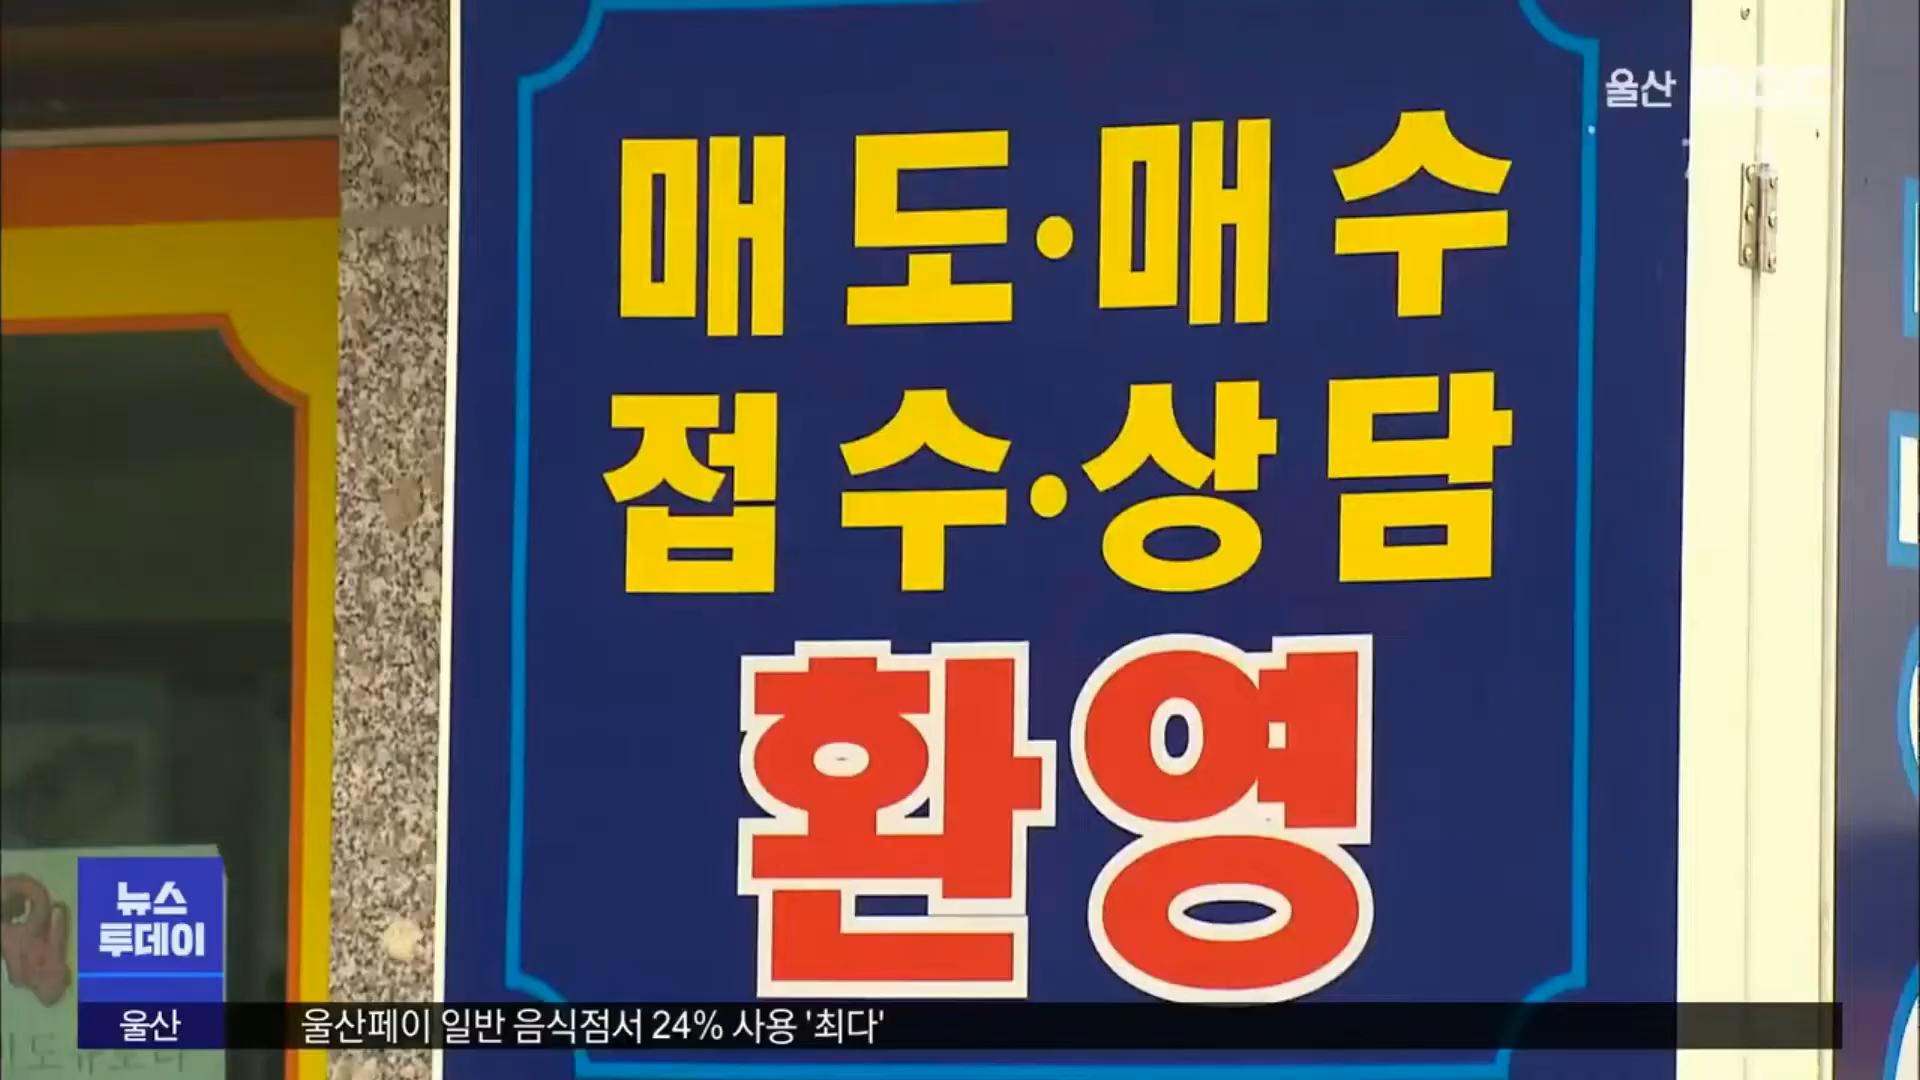 울산 MBC
매도·매수
접수·상담
환영
뉴스
투데이
울산
울산페이 일반 음식점서 24% 사용 '최다'